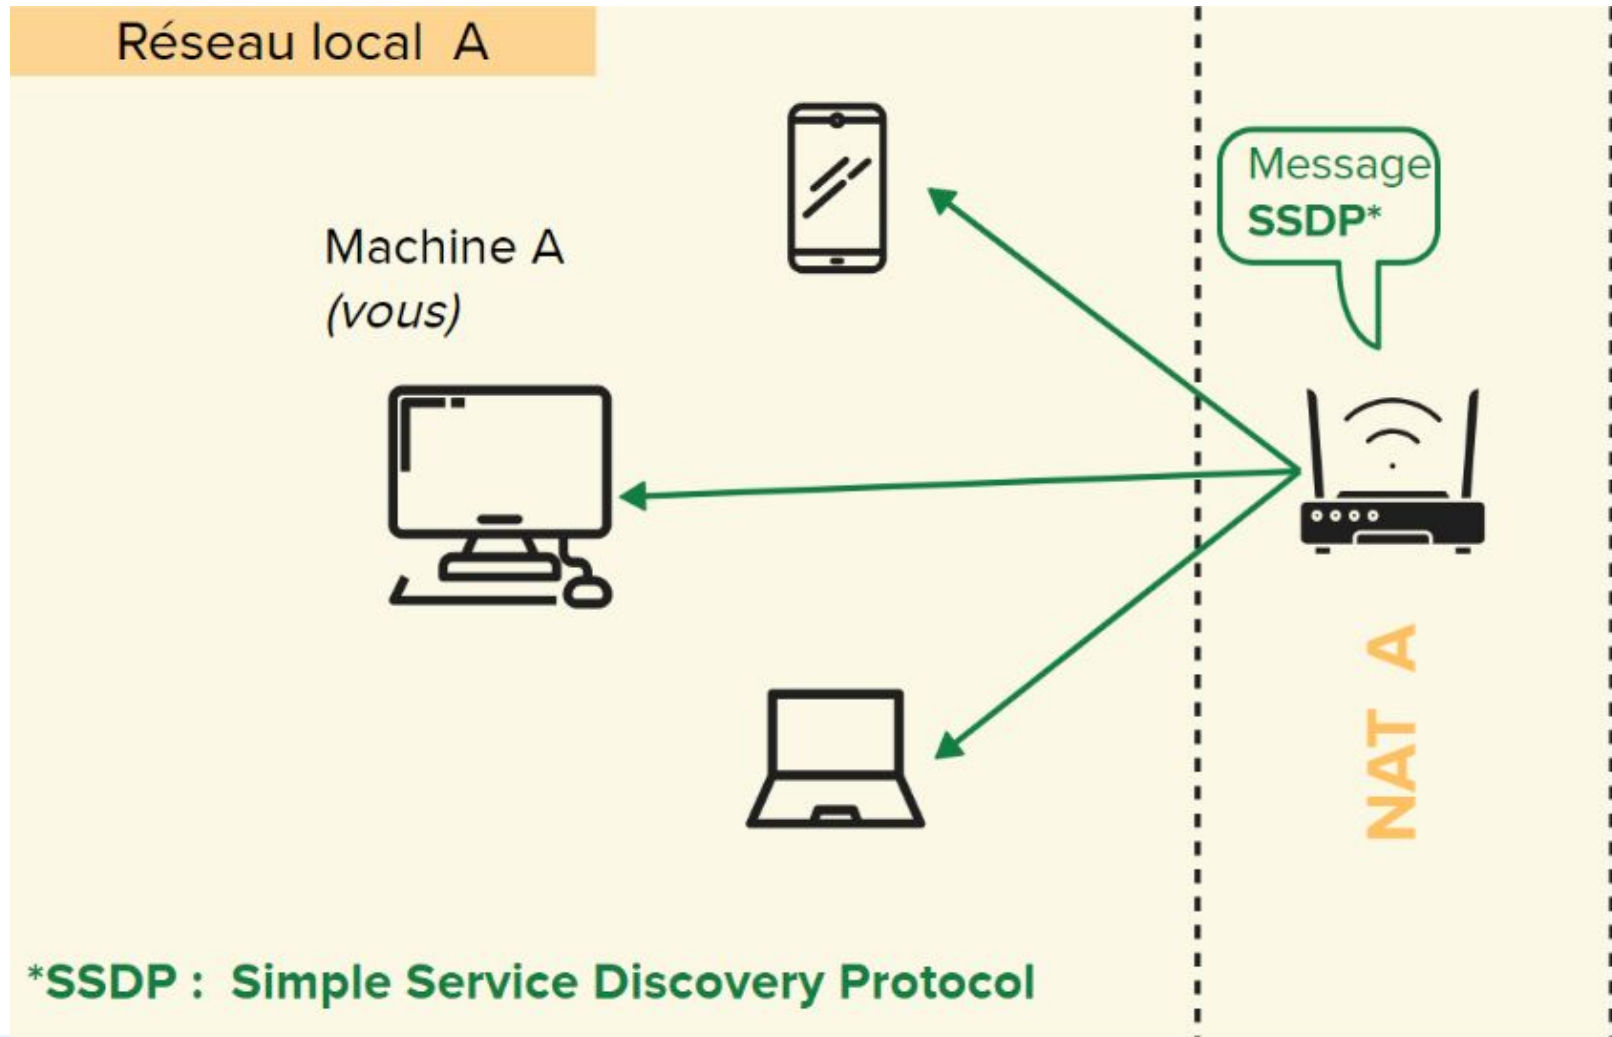 Réseau local A
Message
SSDP*
Machine A
(vous)
NAT A
*SSDP : Simple Service Discovery Protocol